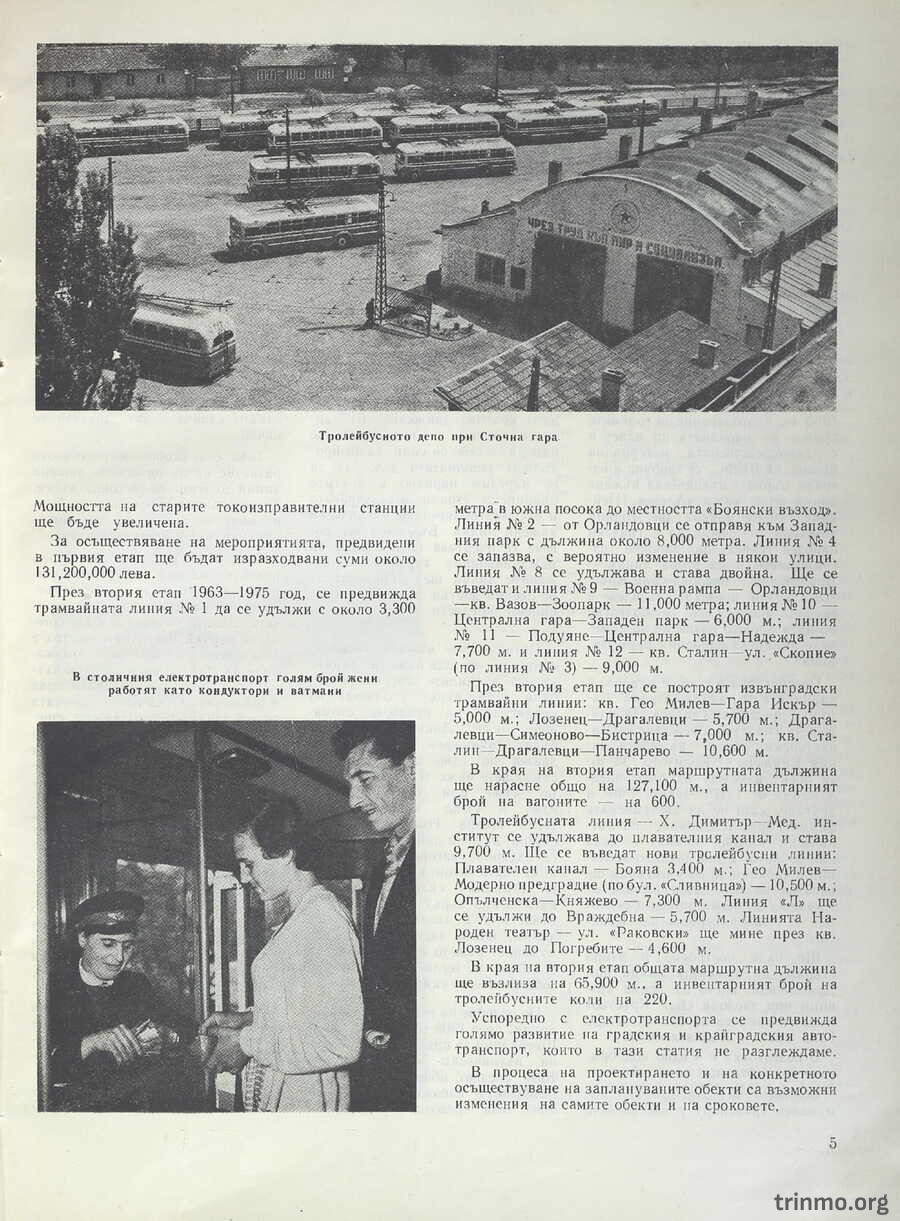 ЧРЕЗ ТРУД КЪМ МИР И СОЦИАЛИЗЪМ
Тролейбусното депо при Сточна гара
Мощността на старите токоизправителни станции
ще бъде увеличена.
За осъществяване на мероприятията, предвидени
в първия етап ще бъдат изразходвани суми около
131,200,000 лева.
През втория етап 1963—1975 год, се предвижда
трамвайната линия № 1 да се удължи с около 3,300
В столичния електротранспорт голям брой жени
работят като кондуктори и ватмани
метра в южна посока до местността «Боянски възход».
Линия № 2 — от Орландовци се отправя към Запад-
ния парк с дължина около 8,000 метра. Линия № 4
се запазва, с вероятно изменение в някои улици.
Линия № 8 се удължава и става двойна. Ще се
въведат и линия № 9 — Военна рампа — Орландовци
—кв. Вазов—Зоопарк — 11,000 метра; линия № 10 —
Централна гара—Западен парк — 6,000 м.; линия
№ 11 — Подуяне—Централна гара—Надежда —
7,700 м. и линия № 12 — кв. Сталин—ул. «Скопие»
(по линия № 3) — 9,000 м.
През втория етап ще се построят извънградски
трамвайни линии: кв. Гео Милев—Гара Искър —
5,000 м.; Лозенец—Драгалевци — 5,700 м.; Драга-
левци—Симеоново—Бистрица — 7,000 м.; кв. Ста-
лин—Драгалевци—Панчарево — 10,600 м.
В края на втория етап маршрутната дължина
ще нарасне общо на 127,100 м., а инвентарният
брой на вагоните — на 600.
Тролейбусната линия — Х. Димитър—Мед. ин-
ститут се удължава до плавателния канал и става
9,700 м. Ще се въведат нови тролейбусни линии:
Плавателен канал — Бояна 3,400 м.; Гео Милев—
Модерно предградие (по бул. «Сливница») — 10,500 м.;
Опълченска—Княжево — 7,300 м. Линия «Л» ще
се удължи до Враждебна — 5,700 м. Линията На-
роден театър — ул. «Раковски» ще мине през кв.
Лозенец до Погребите — 4,600 м.
В края на втория етап общата маршрутна дължина
ще възлиза на 65,900 м., а инвентарният брой на
тролейбусните коли на 220.
Успоредно с електротранспорта се предвижда
голямо развитие на градския и крайградския авто-
транспорт, които в тази статия не разглеждаме.
В процеса на проектирането и на конкретното
осъществуване на заплануваните обекти са възможни
изменения на самите обекти и на сроковете.
5
trinmo.org